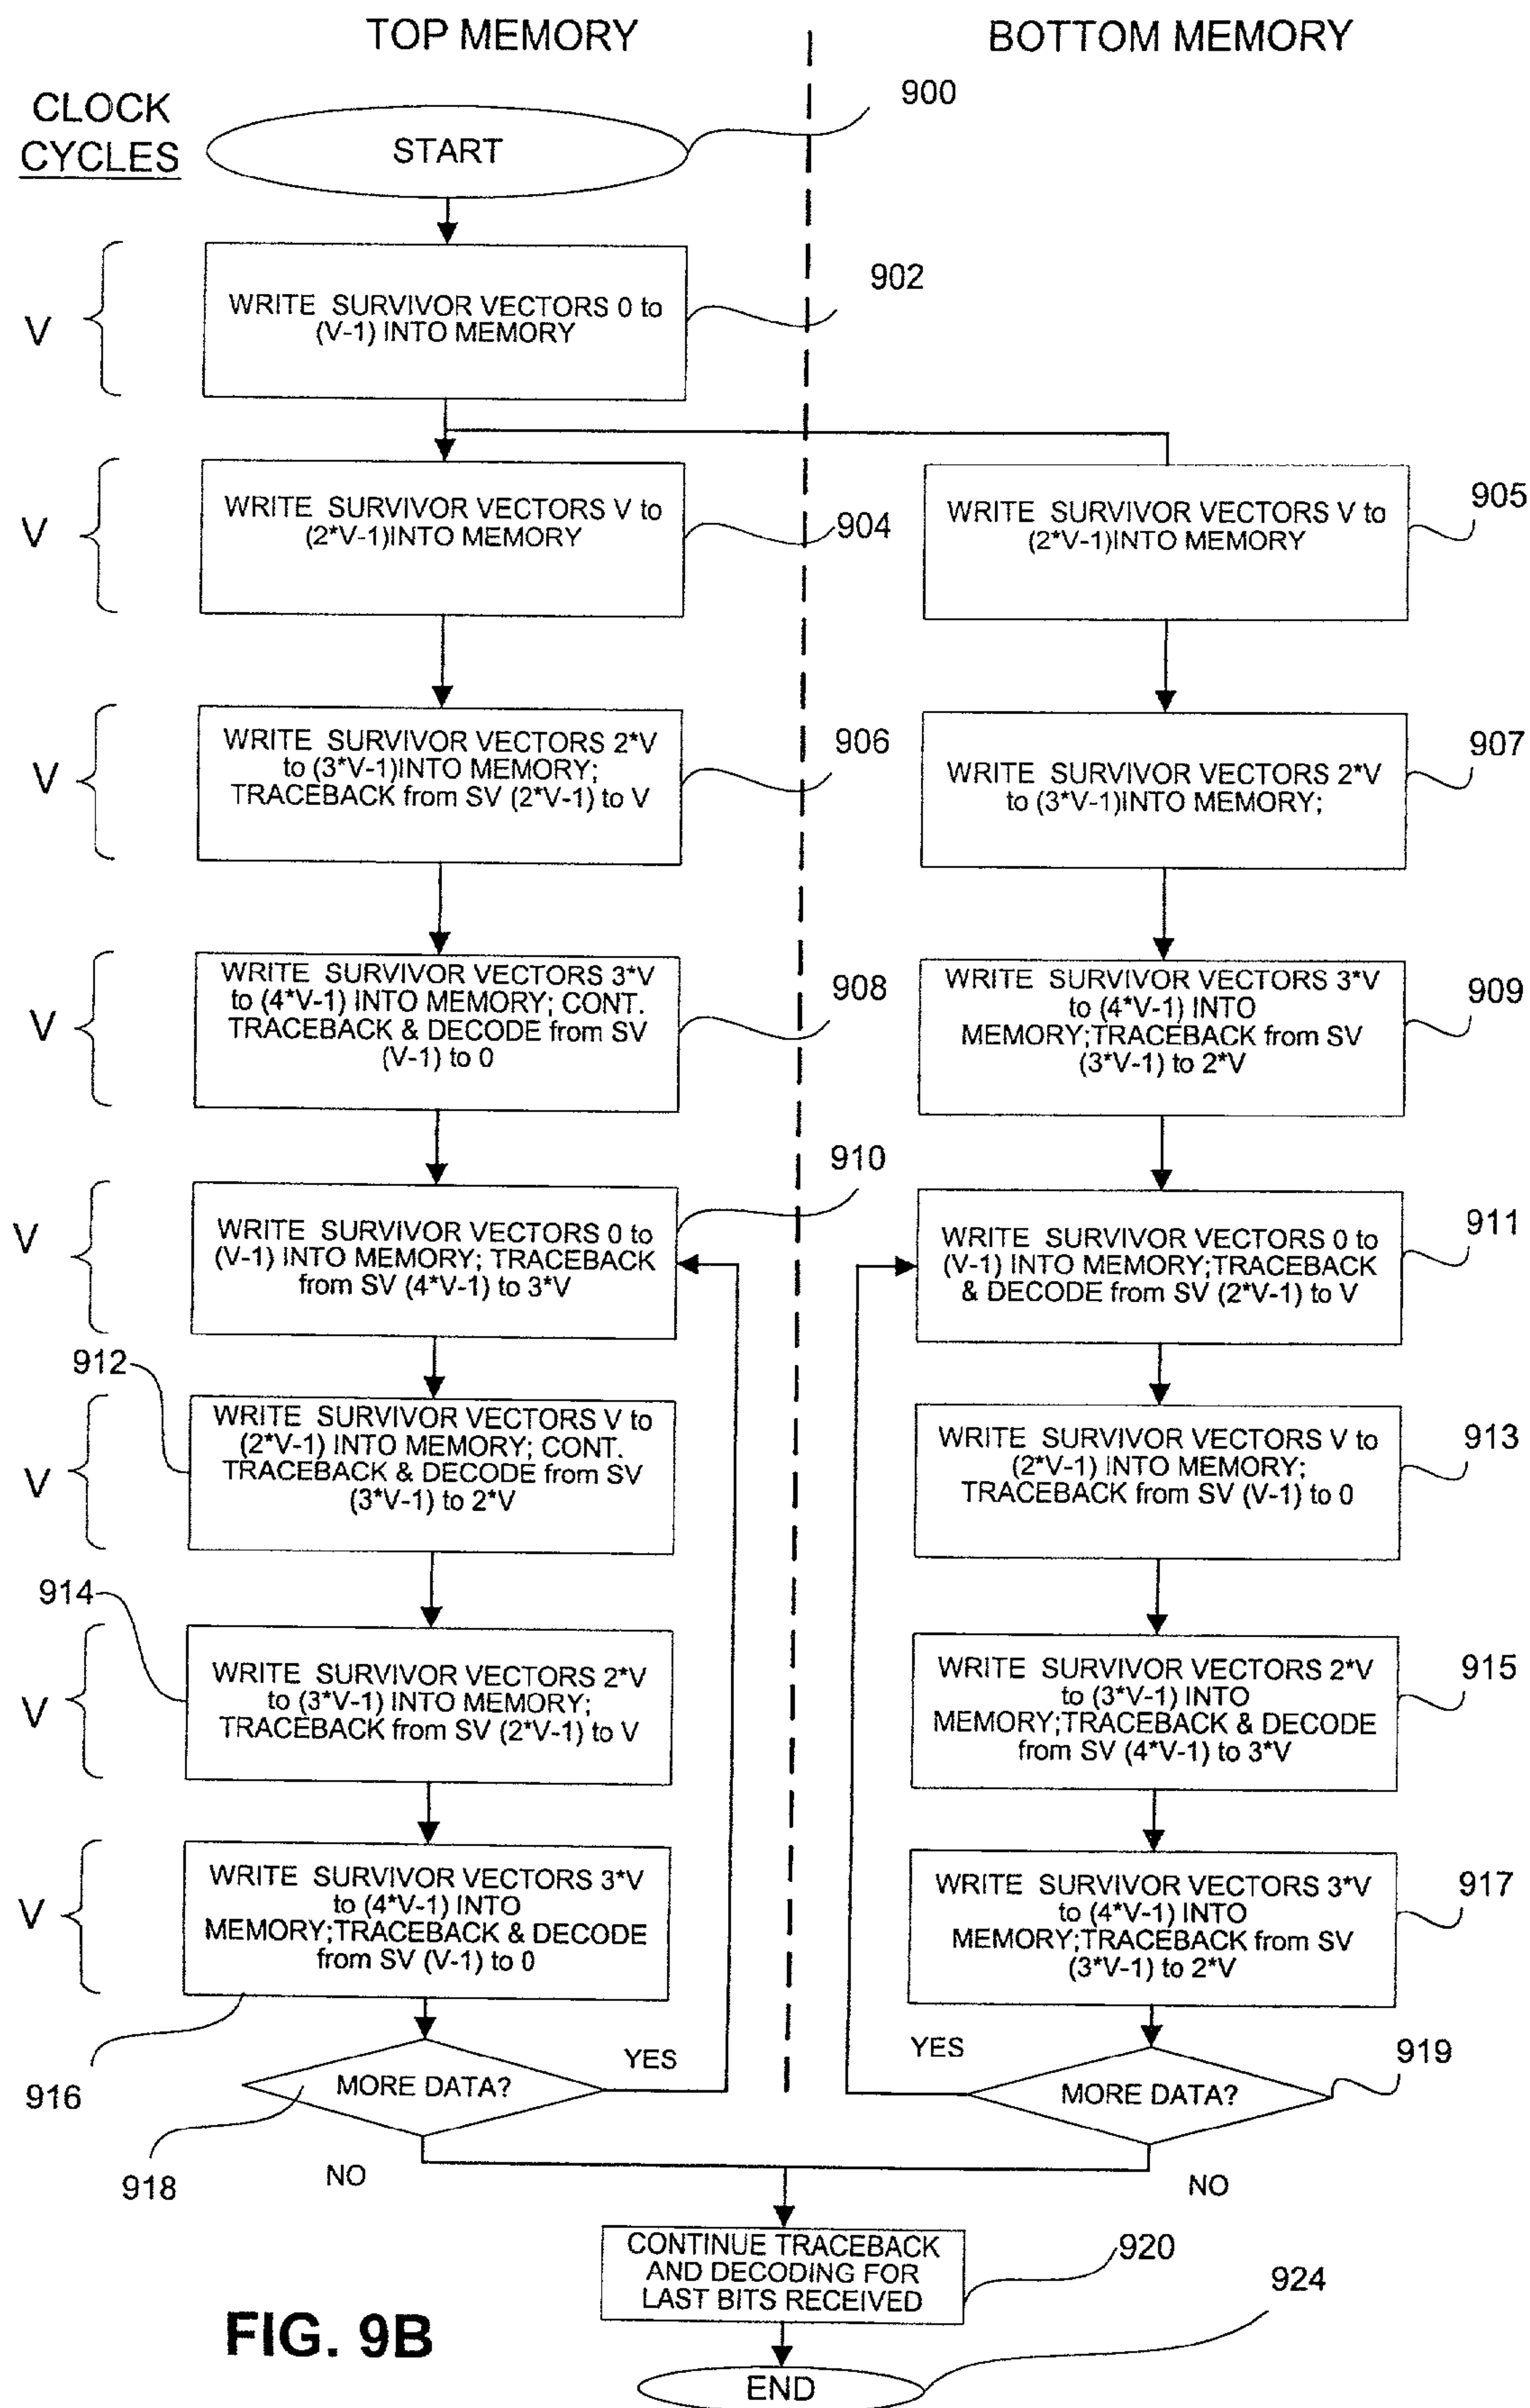 TOP MEMORY
BOTTOM MEMORY
CLOCK
CYCLES
START
900
V
WRITE SURVIVOR VECTORS 0 to
(V-1) INTO MEMORY
902
V
WRITE SURVIVOR VECTORS V to
(2*V-1)INTO MEMORY
904
WRITE SURVIVOR VECTORS V to
(2*V-1)INTO MEMORY
905
V
WRITE SURVIVOR VECTORS 2*V
to (3*V-1)INTO MEMORY;
TRACEBACK from SV (2*V-1) to V
906
WRITE SURVIVOR VECTORS 2*V
to (3*V-1)INTO MEMORY;
907
V
WRITE SURVIVOR VECTORS 3*V
to (4*V-1) INTO MEMORY; CONT.
TRACEBACK & DECODE from SV
(V-1) to 0
908
WRITE SURVIVOR VECTORS 3*V
to (4*V-1) INTO
MEMORY;TRACEBACK from SV
(3*V-1) to 2*V
909
V
WRITE SURVIVOR VECTORS 0 to
(V-1) INTO MEMORY; TRACEBACK
from SV (4*V-1) to 3*V
910
WRITE SURVIVOR VECTORS 0 to
(V-1) INTO MEMORY;TRACEBACK
& DECODE from SV (2*V-1) to V
911
912
V
WRITE SURVIVOR VECTORS V to
(2*V-1) INTO MEMORY; CONT.
TRACEBACK & DECODE from SV
(3*V-1) to 2*V
WRITE SURVIVOR VECTORS V to
(2*V-1) INTO MEMORY;
TRACEBACK from SV (V-1) to 0
913
914
V
WRITE SURVIVOR VECTORS 2*V
to (3*V-1) INTO MEMORY;
TRACEBACK from SV (2*V-1) to V
WRITE SURVIVOR VECTORS 2*V
to (3*V-1) INTO
MEMORY;TRACEBACK & DECODE
from SV (4*V-1) to 3*V
915
V
WRITE SURVIVOR VECTORS 3*V
to (4*V-1) INTO
MEMORY;TRACEBACK & DECODE
from SV (V-1) to 0
916
WRITE SURVIVOR VECTORS 3*V
to (4*V-1) INTO
MEMORY;TRACEBACK from SV
(3*V-1) to 2*V
917
MORE DATA?
YES
918
NO
YES
MORE DATA?
919
NO
CONTINUE TRACEBACK
AND DECODING FOR
LAST BITS RECEIVED
920
924
FIG. 9B
END